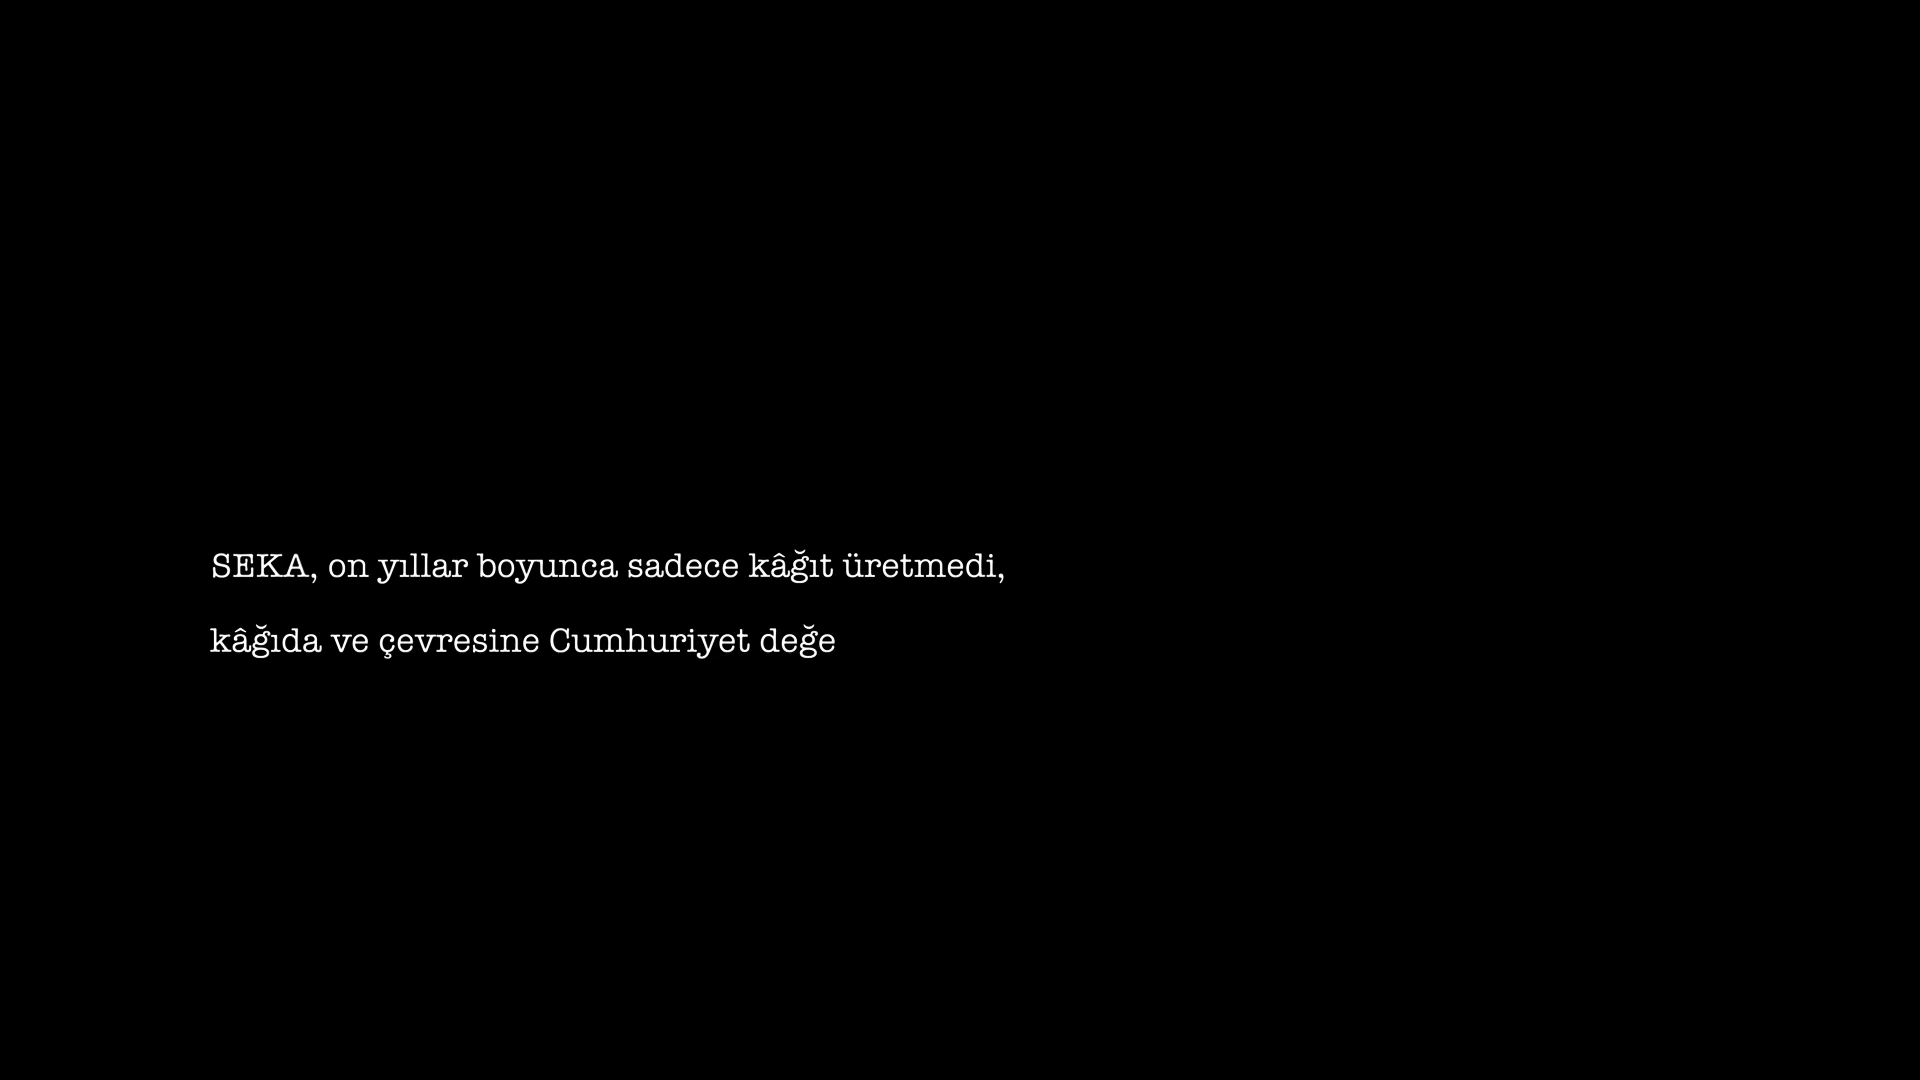 SEKA, on yıllar boyunca sadece kâğıt üretmedi,
kâğıda ve çevresine Cumhuriyet değe